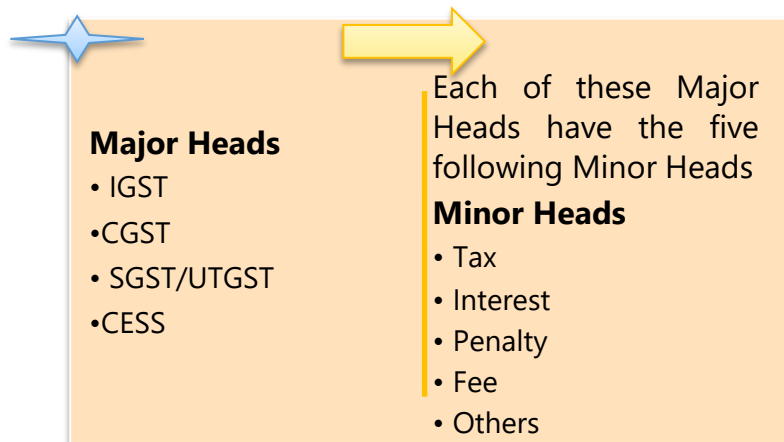 Major Heads
• IGST
•CGST
• SGST/UTGST
•CESS
Each of these Major
Heads have the five
following Minor Heads
Minor Heads
• Tax
• Interest
• Penalty
• Fee
• Others